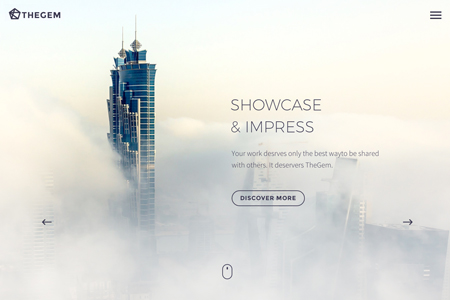 THEGEM
SHOWCASE
& IMPRESS
Your work desrves only the best wayto be shared
with others. It deservers TheGem.
DISCOVER MORE